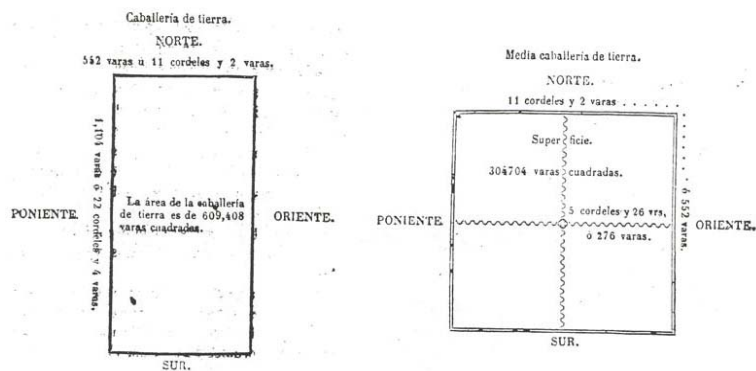 Caballería de tierra.
NORTE.
552 varas ú 11 cordeles y 2 varas.
1,104 varas ó 22 cordeles y 4 varas.
PONIENTE.
La área de la caballería
de tierra es de 609,408
varas cuadrades.
ORIENTE.
SUR.
Media caballería de tierra.
NORTE.
11 cordeles y 2 varas . . . . . .
ó 552 varas.
Superficie.
304704 varas cuadradas.
PONIENTE.
5 cordeles y 26 vrs,
ó 276 varas.
ORIENTE.
SUR.